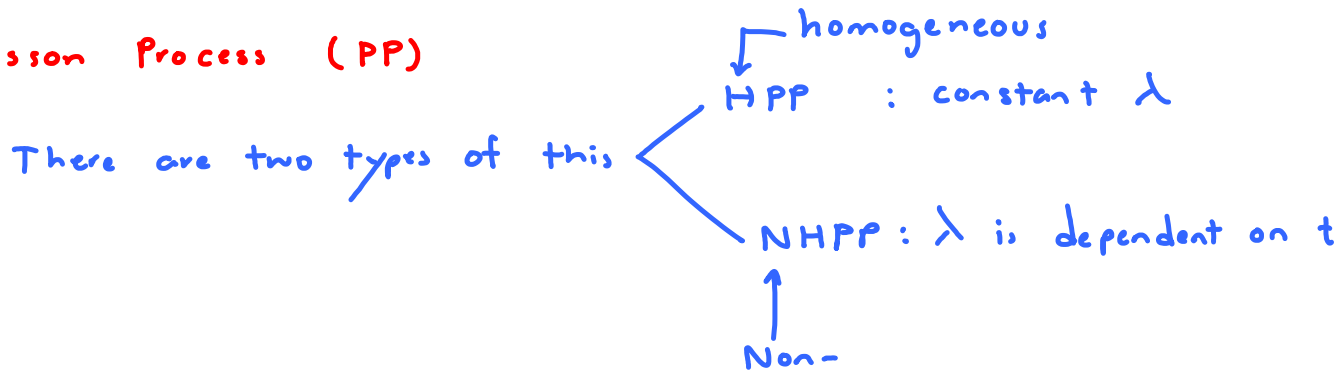 homogeneous
sson Process (PP)
HPP : constant λ
There are two types of this
NHPP : λ is dependent on t
Non-